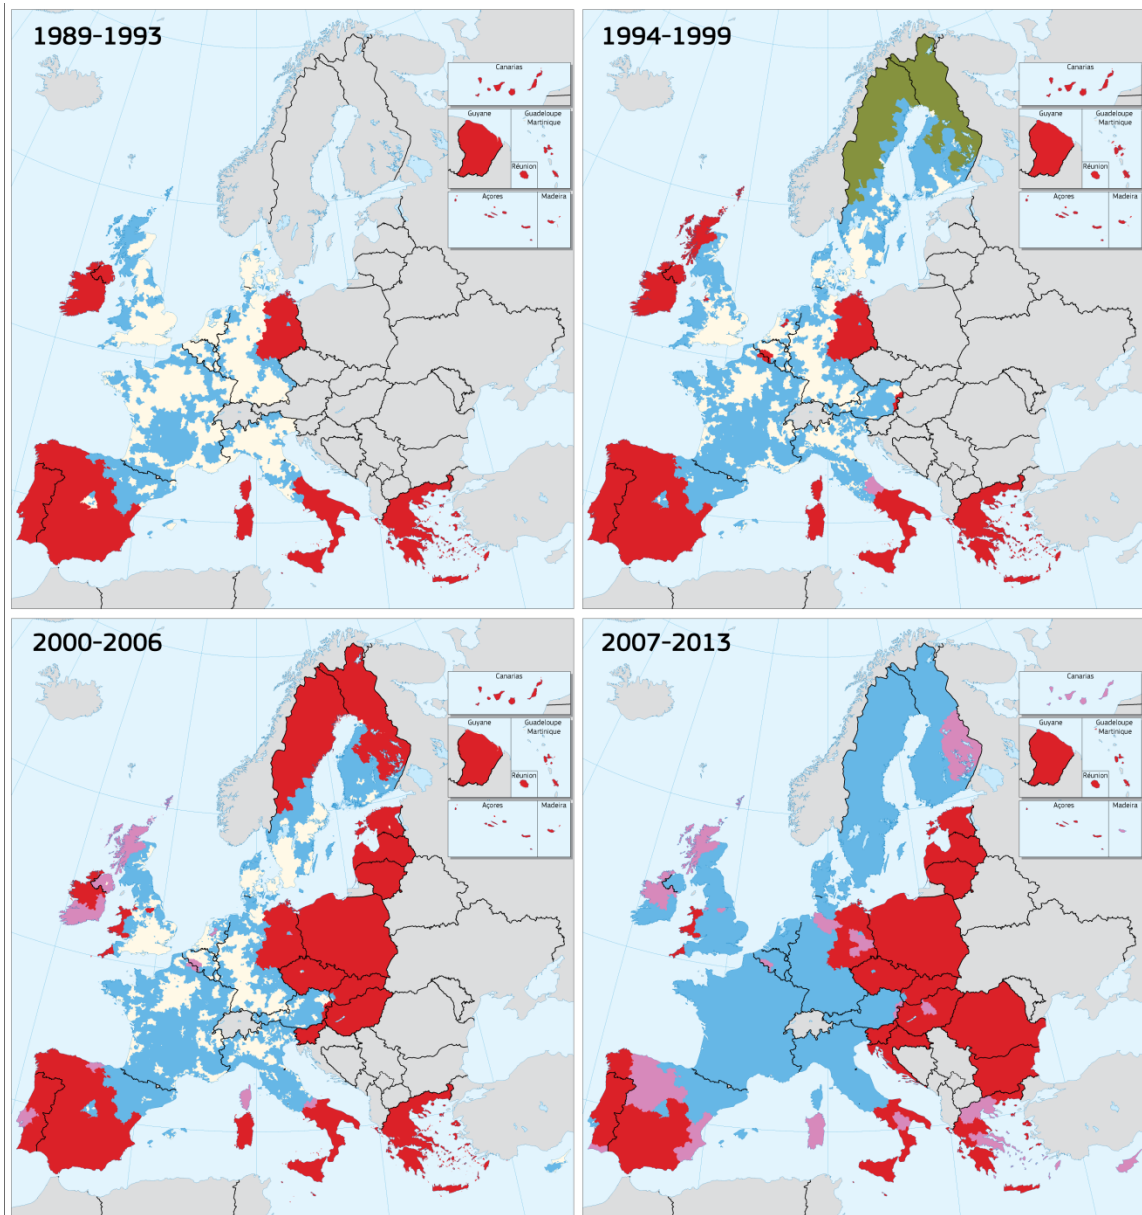 1989-1993
Canarias
Guyane
Guadeloupe
Martinique
Réunion
Açores
Madeira
1994-1999
Canarias
Guyane
Guadeloupe
Martinique
Réunion
Açores
Madeira
2000-2006
Canarias
Guyane
Guadeloupe
Martinique
Réunion
Açores
Madeira
2007-2013
Canarias
Guyane
Guadeloupe
Martinique
Réunion
Açores
Madeira